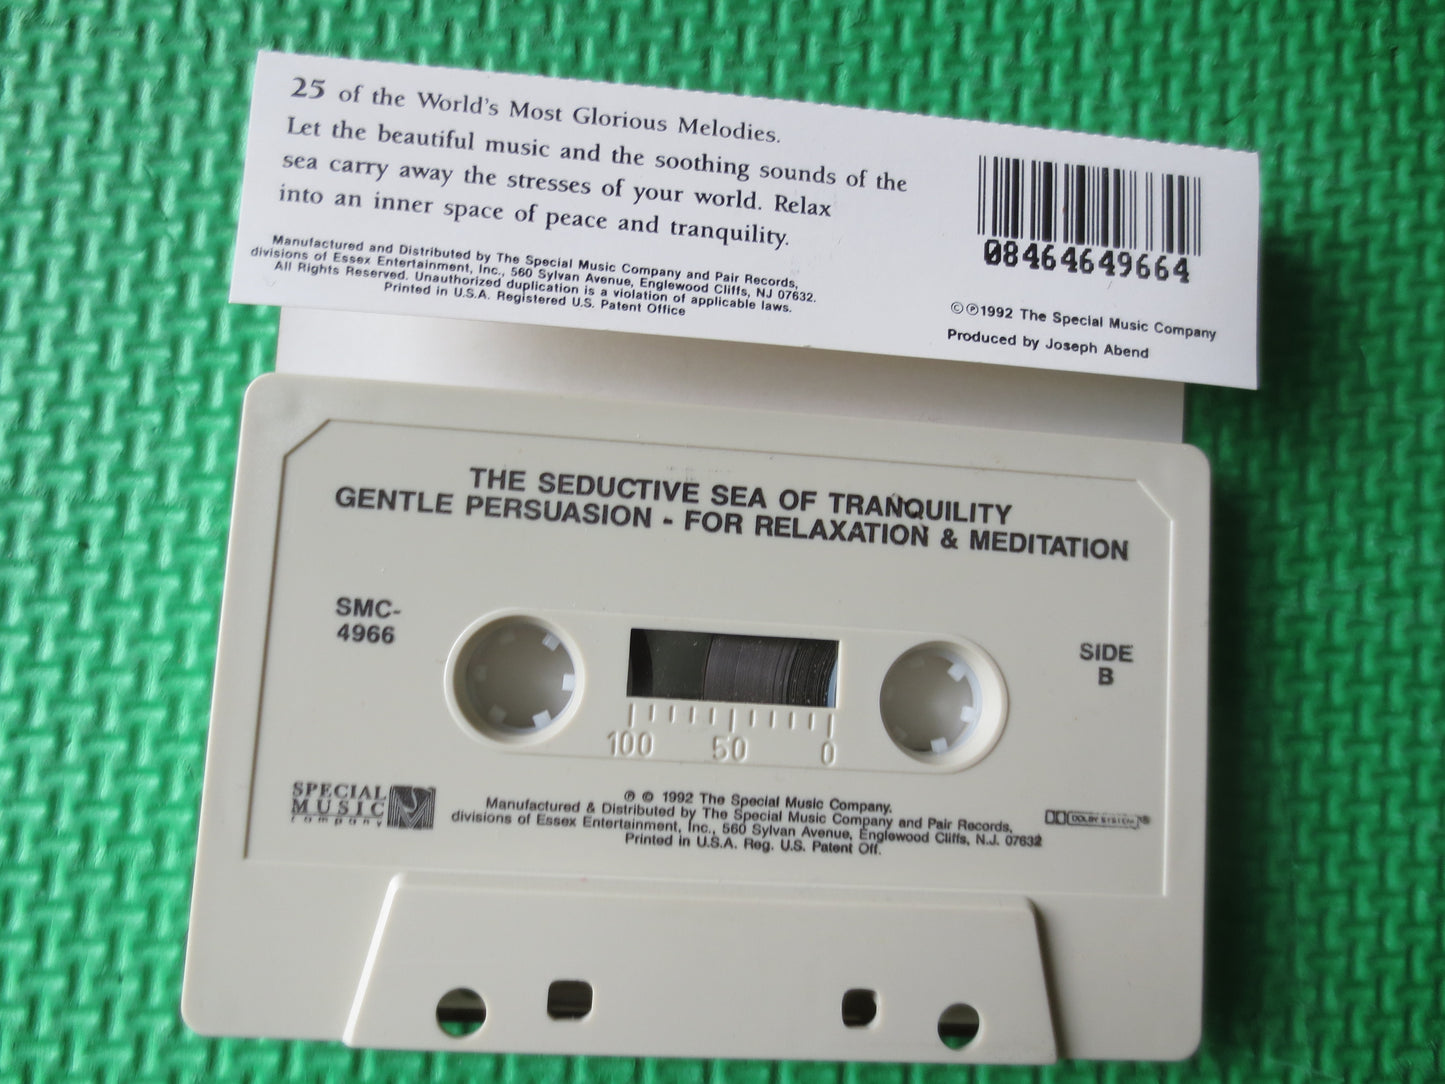 25 of the World's Most Glorious Melodies.
Let the beautiful music and the soothing sounds of the
sea carry away the stresses of your world. Relax
into an inner space of peace and tranquility.
Manufactured and Distributed by The Special Music Company and Pair Records,
divisions of Essex Entertainment, Inc., 560 Sylvan Avenue, Englewood Cliffs, NJ 07632.
All Rights Reserved. Unauthorized duplication is a violation of applicable laws.
Printed in U.S.A. Registered U.S. Patent Office
08464649664
©℗1992 The Special Music Company
Produced by Joseph Abend
THE SEDUCTIVE SEA OF TRANQUILITY
GENTLE PERSUASION - FOR RELAXATION & MEDITATION
SMC-
4966
SIDE
B
100 50 0
SPECIAL
MUSIC
company
℗ © 1992 The Special Music Company.
Manufactured & Distributed by The Special Music Company and Pair Records,
divisions of Essex Entertainment, Inc., 560 Sylvan Avenue, Englewood Cliffs, N.J. 07632
Printed in U.S.A. Reg. U.S. Patent Off.
DOLBY SYSTEM ®